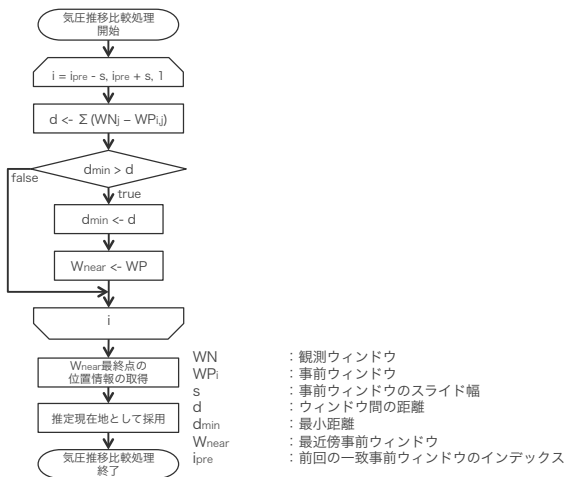 気圧推移比較処理
開始
i = ipre - s, ipre + s, 1
d <- Σ (WNj − WPi,j)
dmin > d
false
true
dmin <- d
Wnear <- WP
i
Wnear最終点の
位置情報の取得
推定現在地として採用
気圧推移比較処理
終了
WN ：観測ウィンドウ
WPi ：事前ウィンドウ
s ：事前ウィンドウのスライド幅
d ：ウィンドウ間の距離
dmin ：最小距離
Wnear ：最近傍事前ウィンドウ
ipre ：前回の一致事前ウィンドウのインデックス